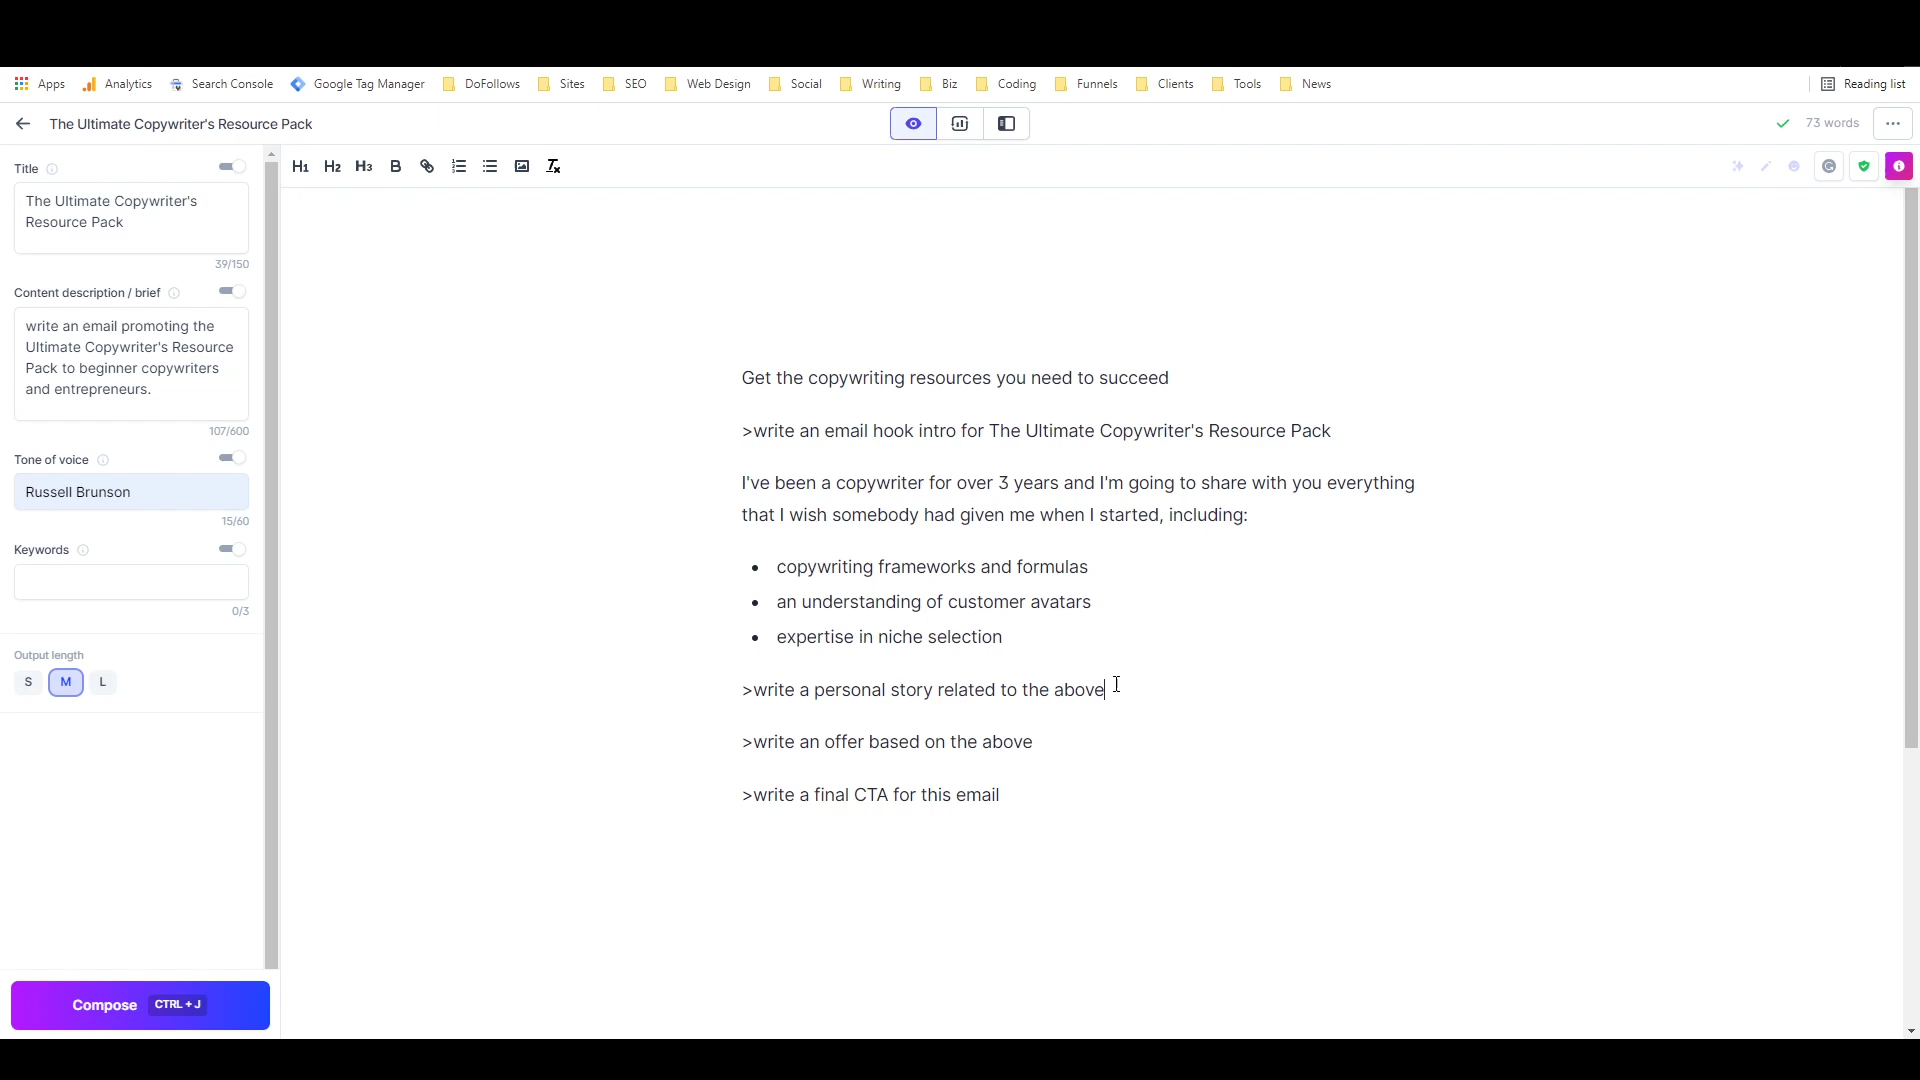 Apps Analytics Search Console Google Tag Manager DoFollows Sites SEO Web Design Social Writing Biz Coding Funnels Clients Tools News Reading list
The Ultimate Copywriter's Resource Pack 73 words
Title
The Ultimate Copywriter's
Resource Pack
39/150
Content description / brief
write an email promoting the
Ultimate Copywriter's Resource
Pack to beginner copywriters
and entrepreneurs.
107/600
Tone of voice
Russell Brunson
15/60
Keywords
0/3
Output length
S M L
Compose CTRL + J
H1 H2 H3 B
Get the copywriting resources you need to succeed
>write an email hook intro for The Ultimate Copywriter's Resource Pack
I've been a copywriter for over 3 years and I'm going to share with you everything
that I wish somebody had given me when I started, including:
• copywriting frameworks and formulas
• an understanding of customer avatars
• expertise in niche selection
>write a personal story related to the above
>write an offer based on the above
>write a final CTA for this email